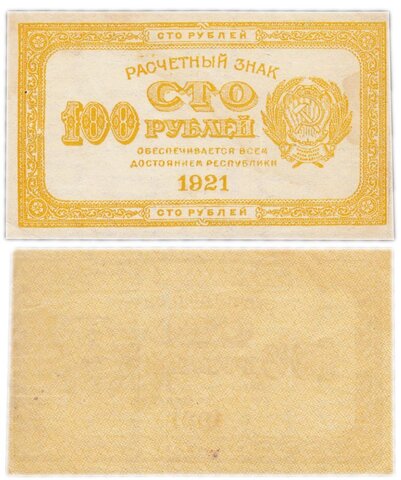 СТО РУБЛЕЙ
РАСЧЕТНЫЙ ЗНАК
100 СТО
РУБЛЕЙ
ОБЕСПЕЧИВАЕТСЯ ВСЕМ
ДОСТОЯНИЕМ РЕСПУБЛИКИ
1921
СТО РУБЛЕЙ